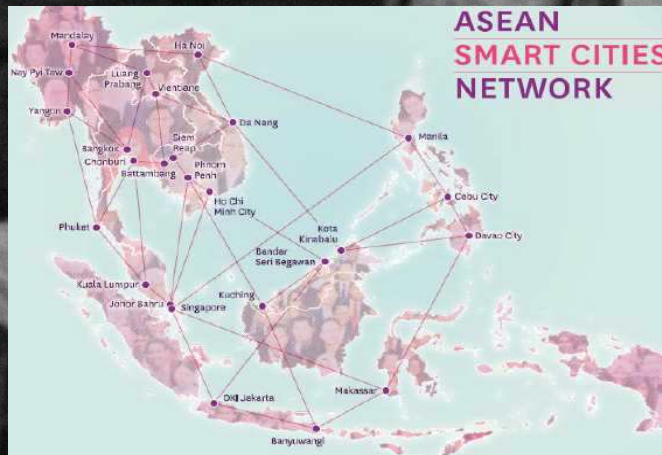 ASEAN
SMART CITIES
NETWORK
Mandalay
Ha Noi
Nay Pyi Taw
Luang
Prabang
Vientiane
Yangon
Da Nang
Manila
Siem
Reap
Bangkok
Chonburi
Battambang
Phnom
Penh
Ho Chi
Minh City
Cebu City
Phuket
Kota
Kinabalu
Davao City
Bandar
Seri Begawan
Kuala Lumpur
Kuching
Johor Bahru
Singapore
Makassar
DKI Jakarta
Banyuwangi